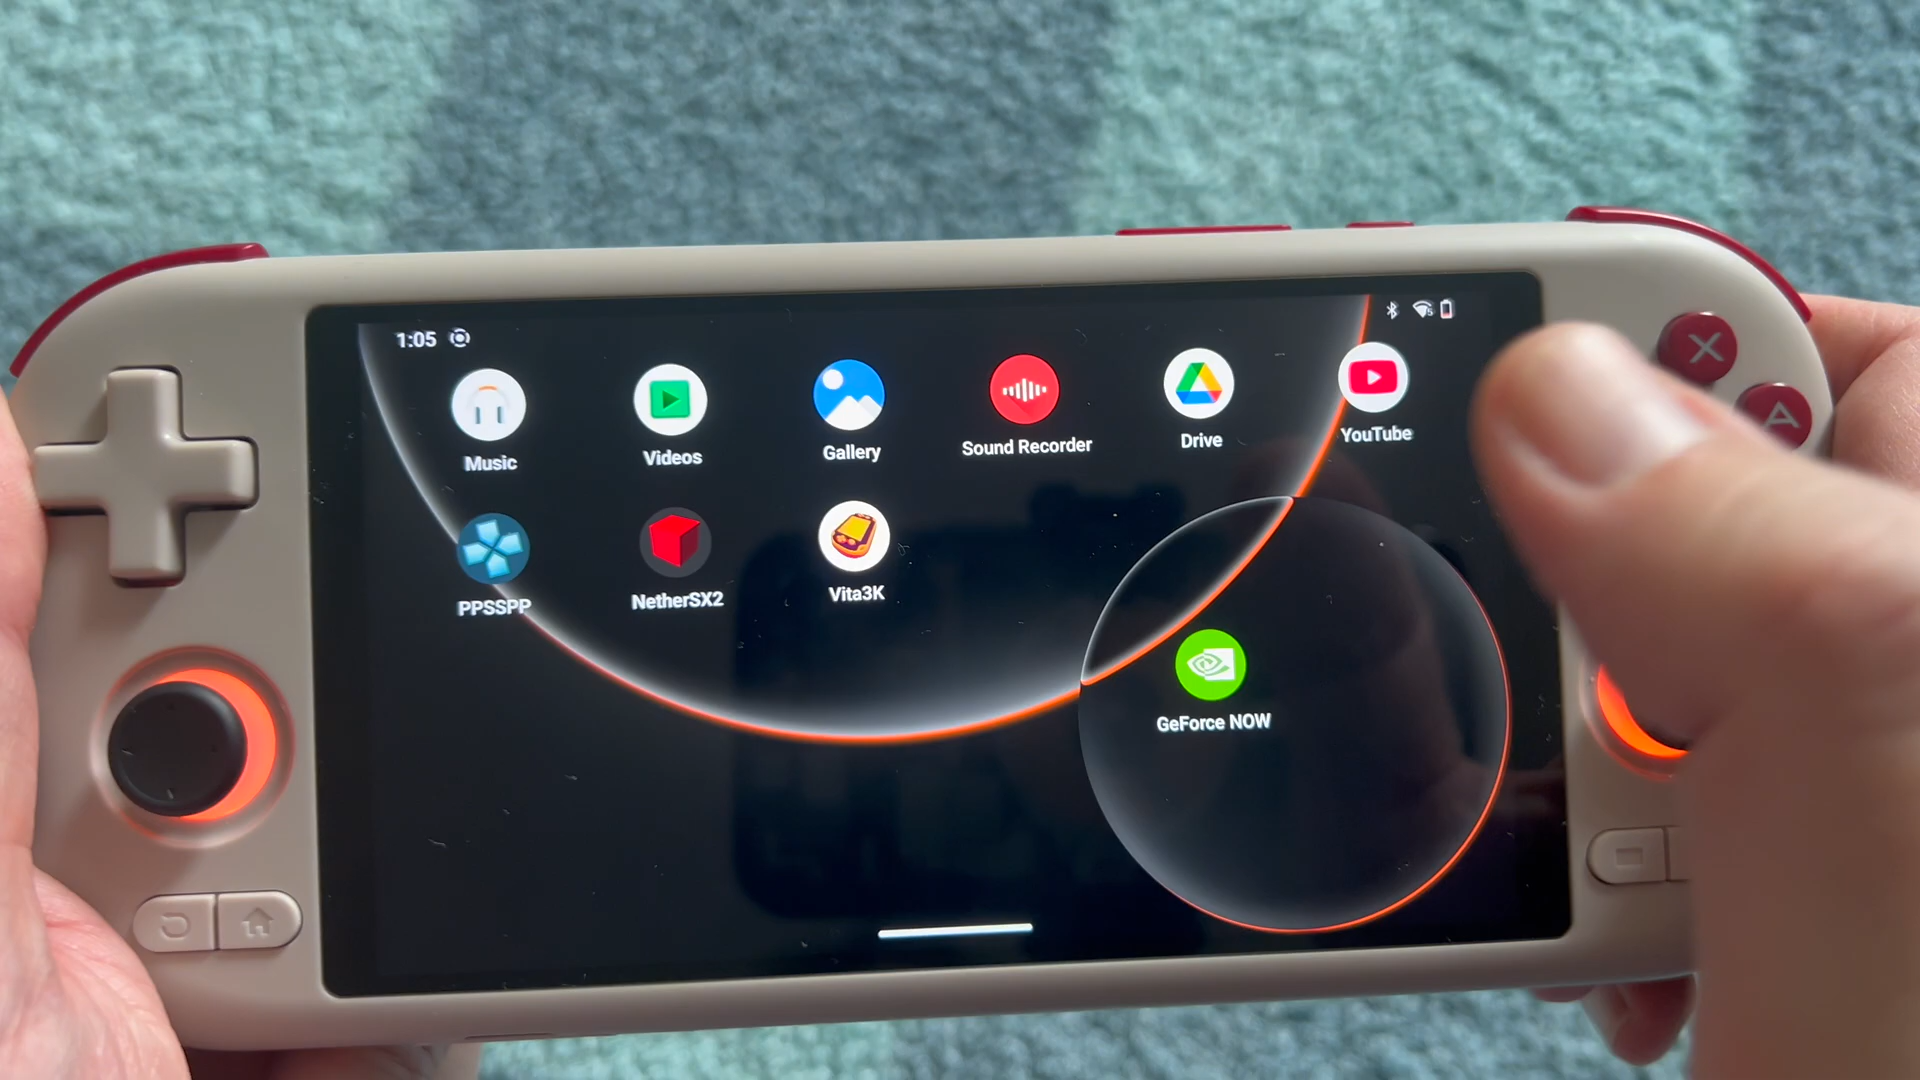 1:05
Music
Videos
Gallery
Sound Recorder
Drive
YouTube
PPSSPP
NetherSX2
Vita3K
GeForce NOW
X
A